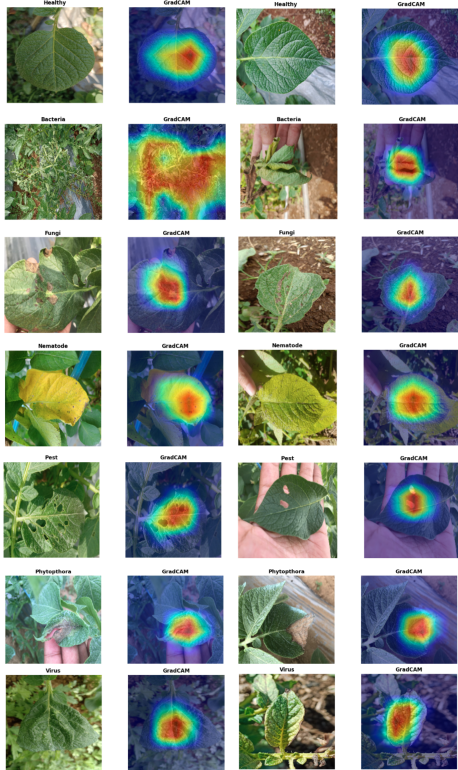 Healthy GradCAM Healthy GradCAM
Bacteria GradCAM Bacteria GradCAM
Fungi GradCAM Fungi GradCAM
Nematode GradCAM Nematode GradCAM
Pest GradCAM Pest GradCAM
Phytopthora GradCAM Phytopthora GradCAM
Virus GradCAM Virus GradCAM